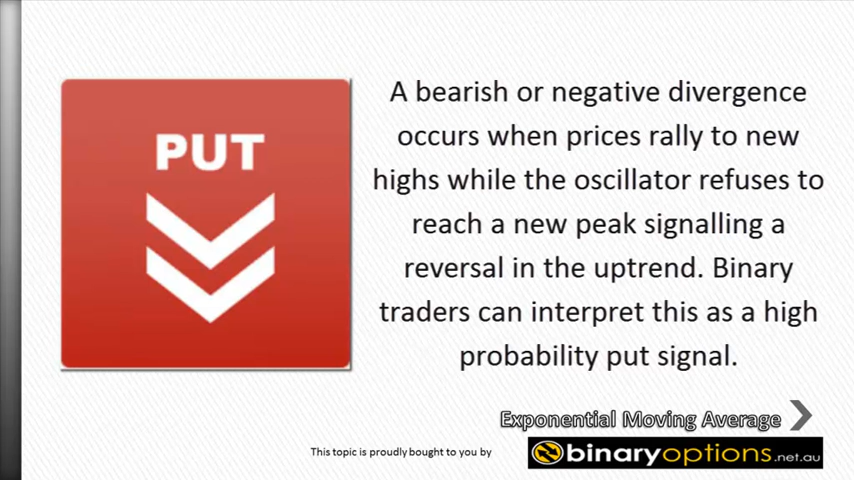 PUT
A bearish or negative divergence
occurs when prices rally to new
highs while the oscillator refuses to
reach a new peak signalling a
reversal in the uptrend. Binary
traders can interpret this as a high
probability put signal.
Exponential Moving Average
This topic is proudly bought to you by
binaryoptions.net.au